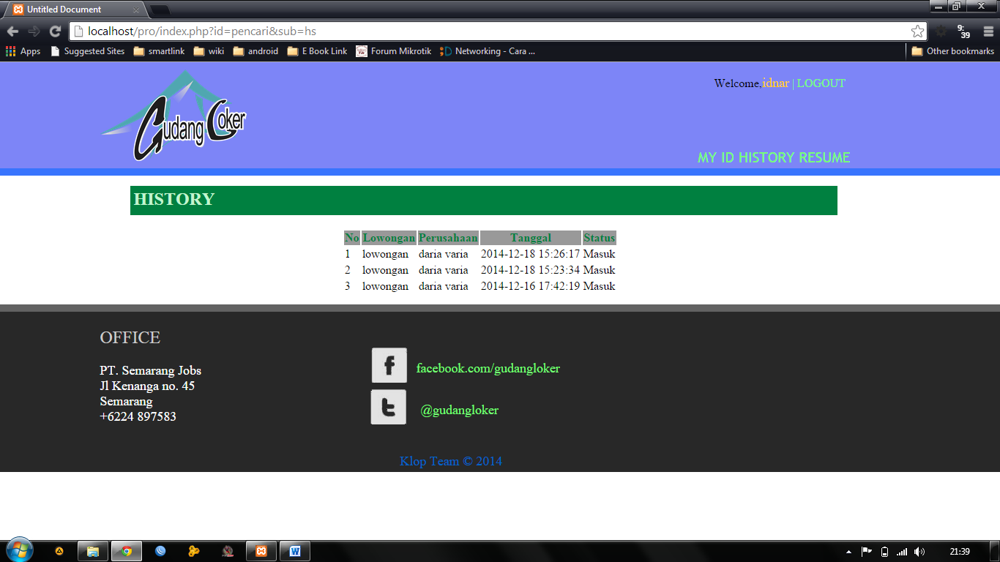 Untitled Document
localhost/pro/index.php?id=pencari&sub=hs
9:
39
Apps Suggested Sites smartlink wiki android E Book Link Forum Mikrotik Networking - Cara ... Other bookmarks
Gudang Loker
Welcome,idnar | LOGOUT
MY ID HISTORY RESUME
HISTORY
No Lowongan Perusahaan Tanggal Status
1 lowongan daria varia 2014-12-18 15:26:17 Masuk
2 lowongan daria varia 2014-12-18 15:23:34 Masuk
3 lowongan daria varia 2014-12-16 17:42:19 Masuk
OFFICE
PT. Semarang Jobs
Jl Kenanga no. 45
Semarang
+6224 897583
facebook.com/gudangloker
@gudangloker
Klop Team © 2014
21:39